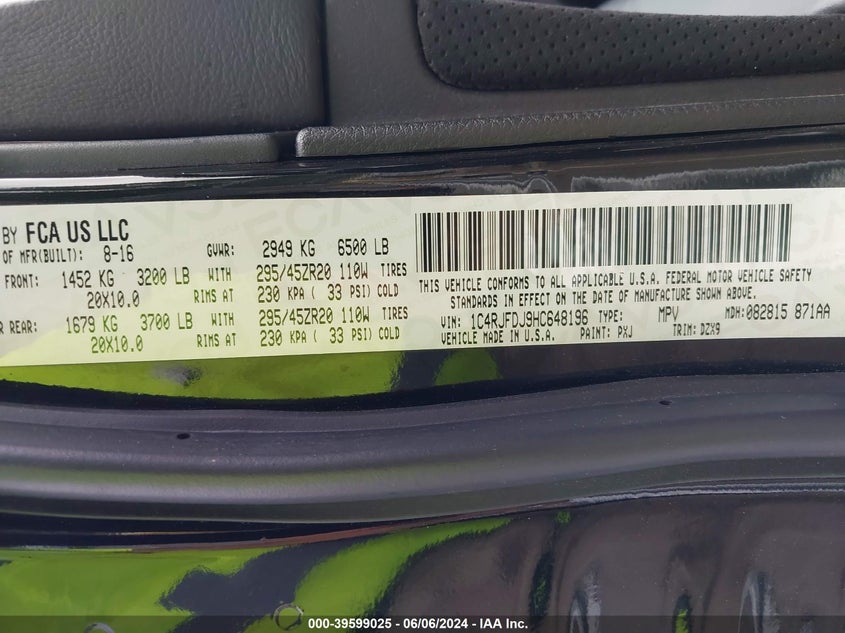 BY FCA US LLC
OF MFR(BUILT): 8-16 GVWR: 2949 KG 6500 LB
FRONT: 1452 KG 3200 LB WITH 295/45ZR20 110W TIRES
20X10.0 RIMS AT 230 KPA ( 33 PSI) COLD
REAR: 1679 KG 3700 LB WITH 295/45ZR20 110W TIRES
20X10.0 RIMS AT 230 KPA ( 33 PSI) COLD
THIS VEHICLE CONFORMS TO ALL APPLICABLE U.S.A. FEDERAL MOTOR VEHICLE SAFETY
STANDARDS IN EFFECT ON THE DATE OF MANUFACTURE SHOWN ABOVE.
VIN: 1C4RJFDJ9HC648196 TYPE: MPV MDH: 082815 871AA
VEHICLE MADE IN U.S.A. PAINT: PXJ TRIM: DZX9
000-39599025 - 06/06/2024 - IAA Inc.